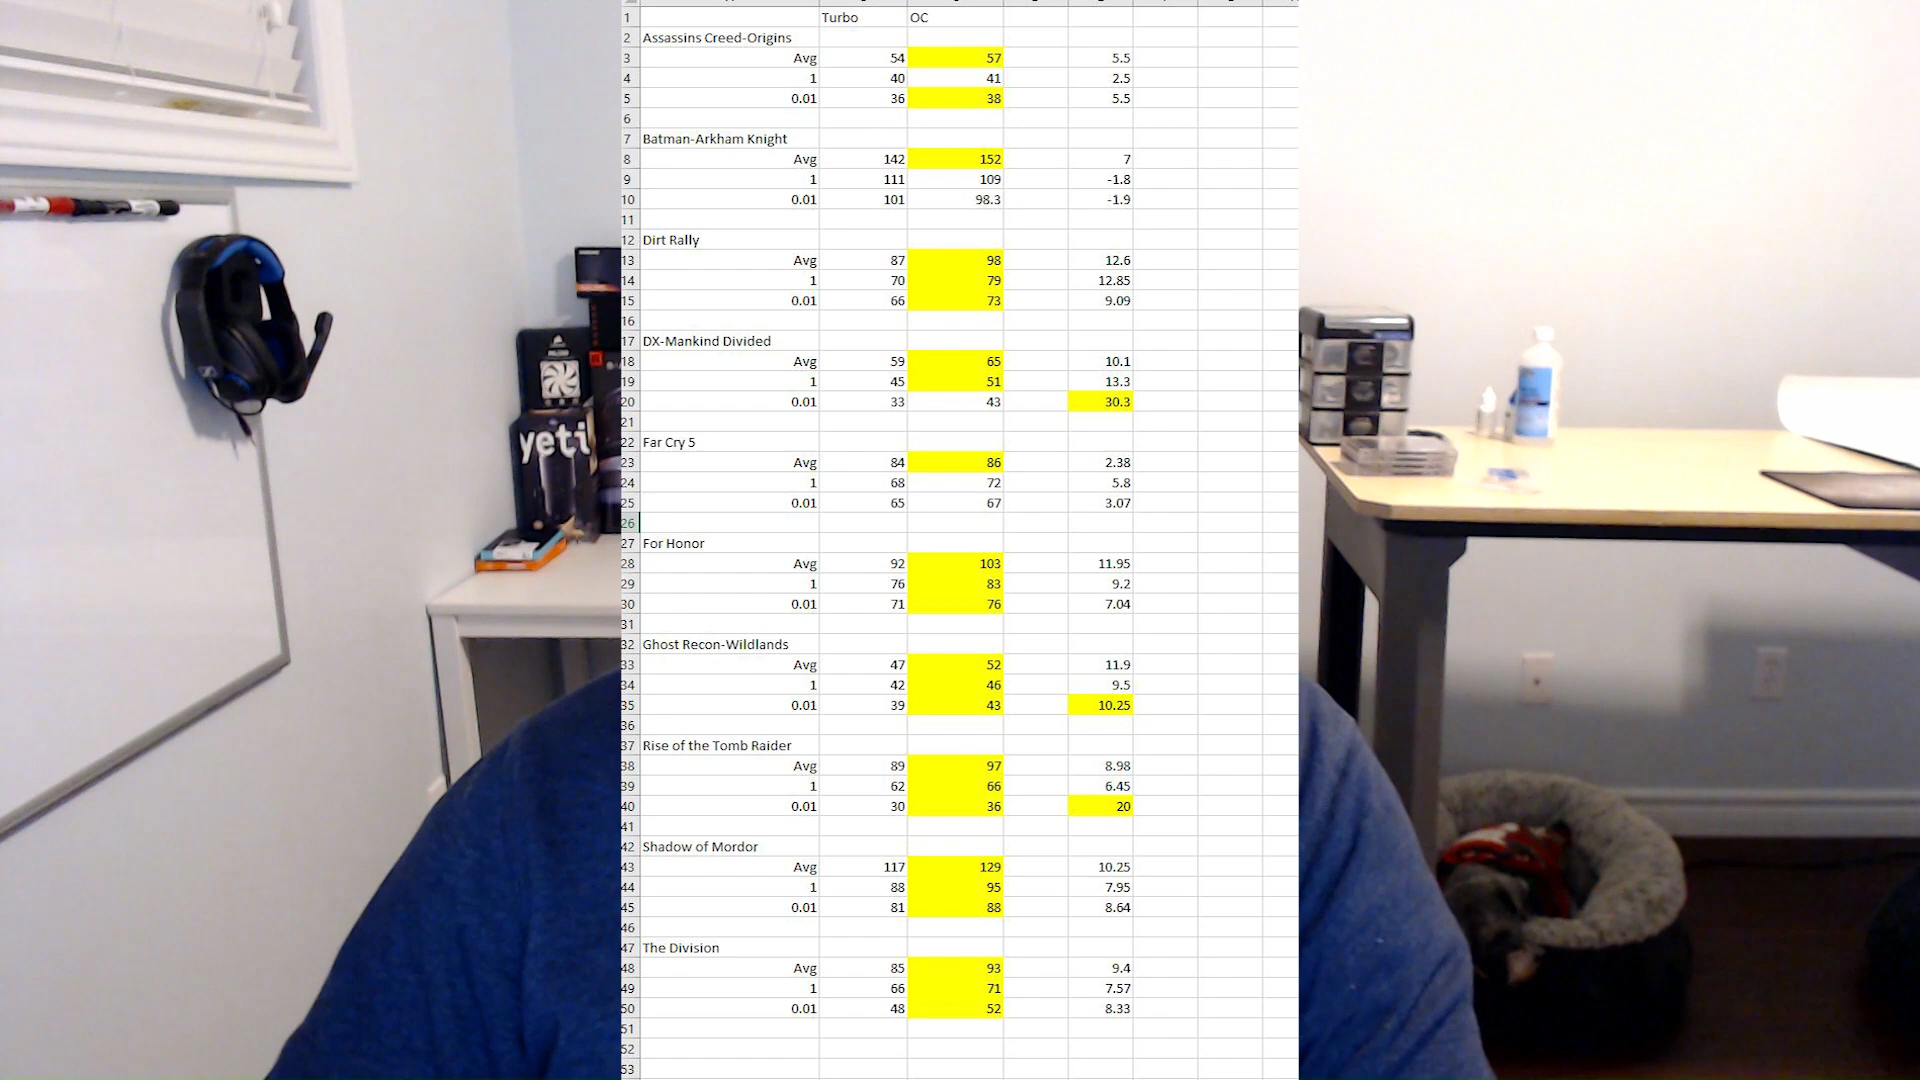 1 Turbo OC
2 Assassins Creed-Origins
3 Avg 54 57 5.5
4 1 40 41 2.5
5 0.01 36 38 5.5
6
7 Batman-Arkham Knight
8 Avg 142 152 7
9 1 111 109 -1.8
10 0.01 101 98.3 -1.9
11
12 Dirt Rally
13 Avg 87 98 12.6
14 1 70 79 12.85
15 0.01 66 73 9.09
16
17 DX-Mankind Divided
18 Avg 59 65 10.1
19 1 45 51 13.3
20 0.01 33 43 30.3
21
22 Far Cry 5
23 Avg 84 86 2.38
24 1 68 72 5.8
25 0.01 65 67 3.07
26
27 For Honor
28 Avg 92 103 11.95
29 1 76 83 9.2
30 0.01 71 76 7.04
31
32 Ghost Recon-Wildlands
33 Avg 47 52 11.9
34 1 42 46 9.5
35 0.01 39 43 10.25
36
37 Rise of the Tomb Raider
38 Avg 89 97 8.98
39 1 62 66 6.45
40 0.01 30 36 20
41
42 Shadow of Mordor
43 Avg 117 129 10.25
44 1 88 95 7.95
45 0.01 81 88 8.64
46
47 The Division
48 Avg 85 93 9.4
49 1 66 71 7.57
50 0.01 48 52 8.33
51
52
53
yeti